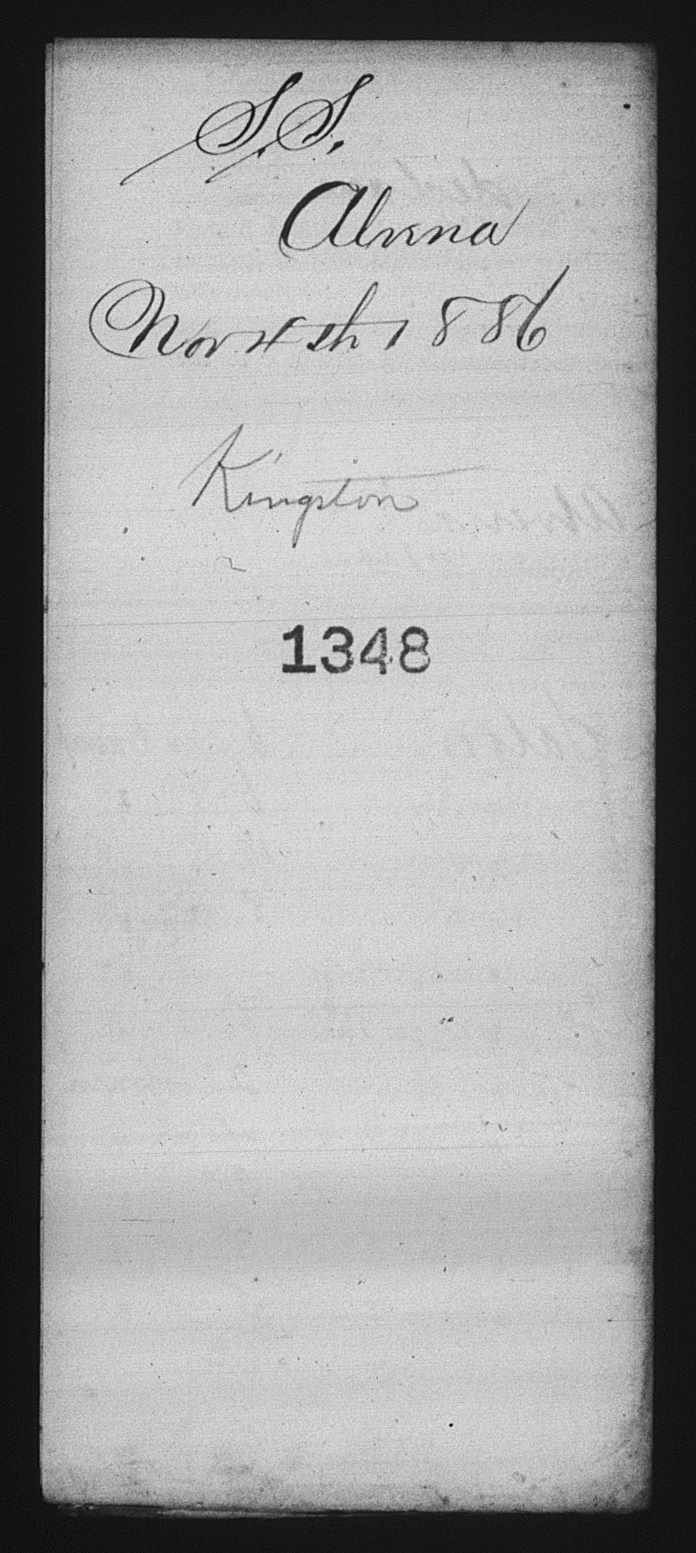 S.S.
Alvena
Nov 4th 1886
Kingston
1348